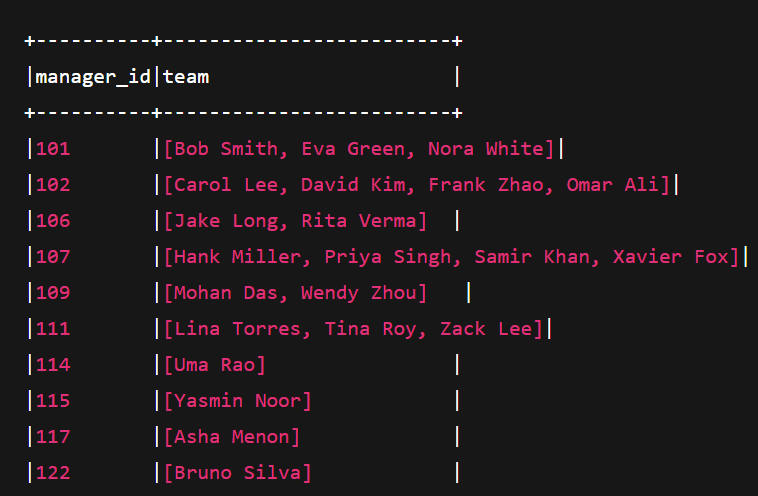 +----------+-------------------------+
|manager_id|team                     |
+----------+-------------------------+
|101       |[Bob Smith, Eva Green, Nora White]|
|102       |[Carol Lee, David Kim, Frank Zhao, Omar Ali]|
|106       |[Jake Long, Rita Verma]  |
|107       |[Hank Miller, Priya Singh, Samir Khan, Xavier Fox]|
|109       |[Mohan Das, Wendy Zhou]   |
|111       |[Lina Torres, Tina Roy, Zack Lee]|
|114       |[Uma Rao]                |
|115       |[Yasmin Noor]            |
|117       |[Asha Menon]             |
|122       |[Bruno Silva]            |